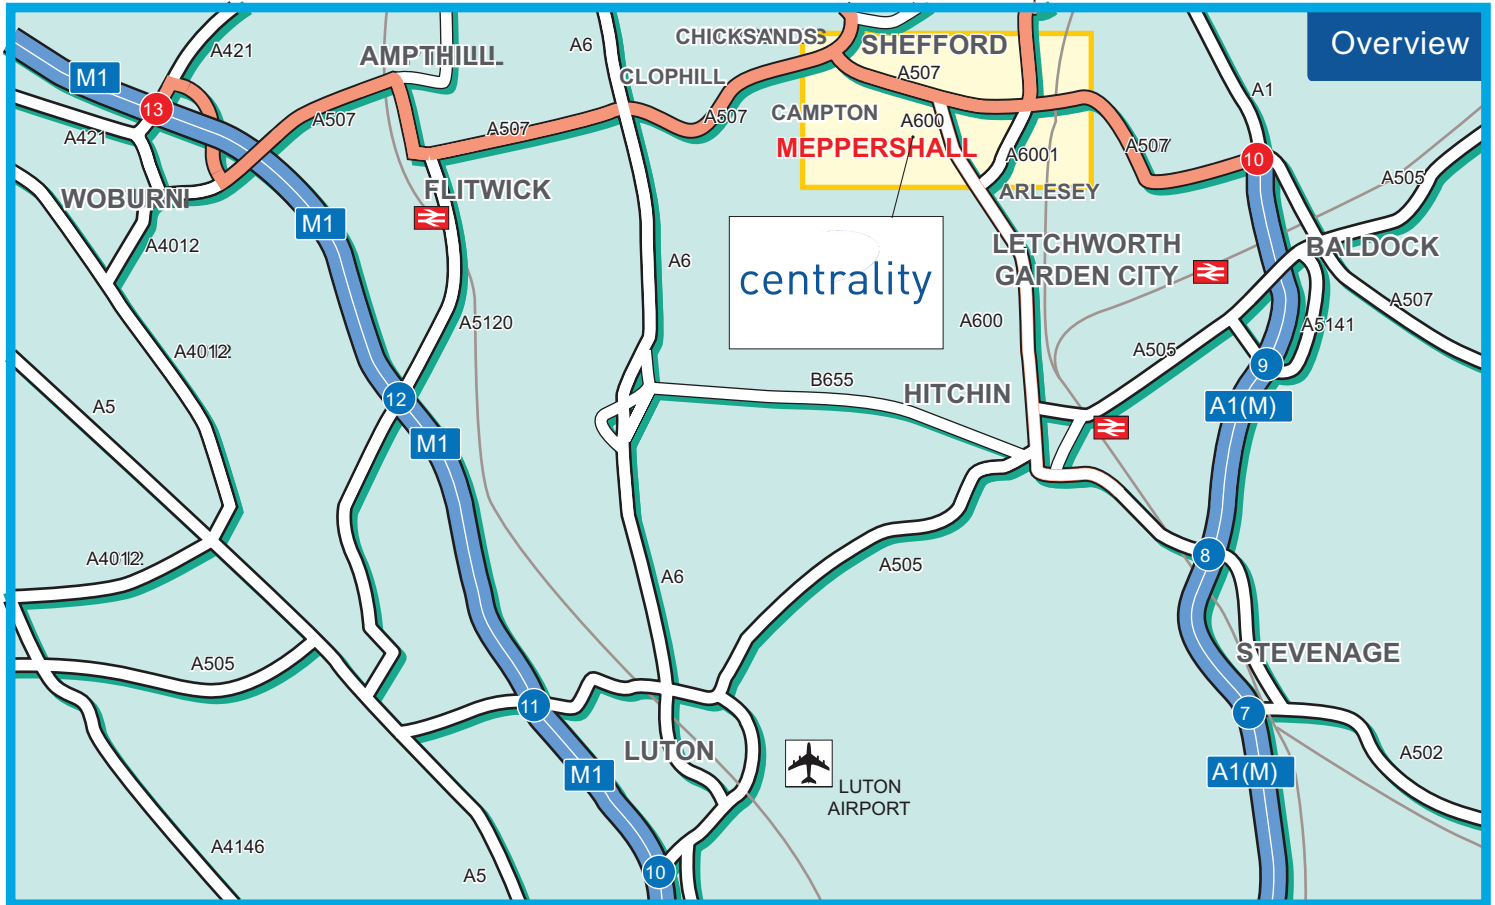 Overview
M1
13
A421
A421
AMPTHILL
A507
A507
A6
CHICKSANDS
CLOPHILL
A507
SHEFFORD
A507
CAMPTON
A600
MEPPERSHALL
A6001
A507
ARLESEY
A1
10
A505
WOBURN
A4012
M1
FLITWICK
A6
centrality
LETCHWORTH
GARDEN CITY
BALDOCK
A507
A5141
A5120
A4012
A600
A505
9
A5
12
M1
B655
HITCHIN
A1(M)
A4012
A6
A505
8
A505
STEVENAGE
11
7
LUTON
M1
LUTON
AIRPORT
A1(M)
A502
A4146
A5
10